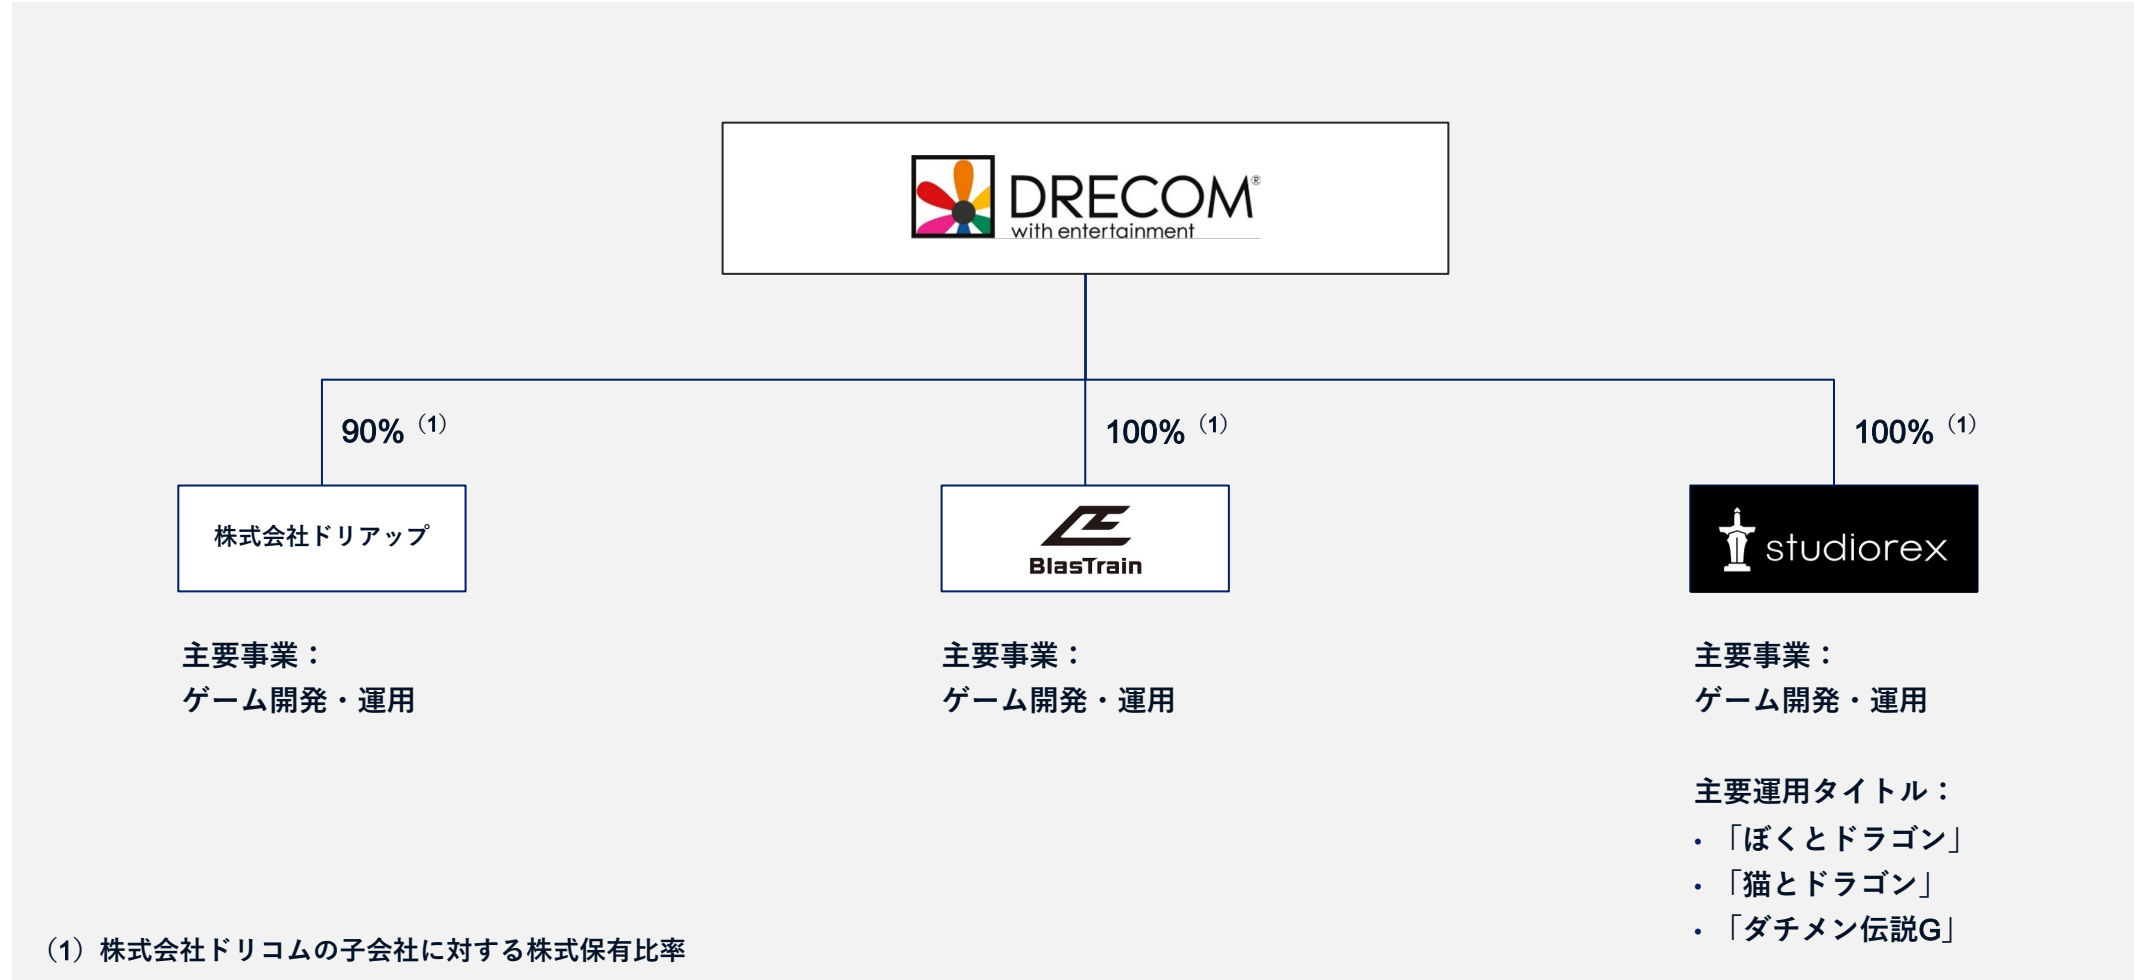 DRECOM®
with entertainment
90%（1）
100%（1）
100%（1）
株式会社ドリアップ
BlasTrain
studiorex
主要事業：
ゲーム開発・運用
主要事業：
ゲーム開発・運用
主要事業：
ゲーム開発・運用
主要運用タイトル：
・「ぼくとドラゴン」
・「猫とドラゴン」
・「ダチメン伝説G」
（1）株式会社ドリコムの子会社に対する株式保有比率